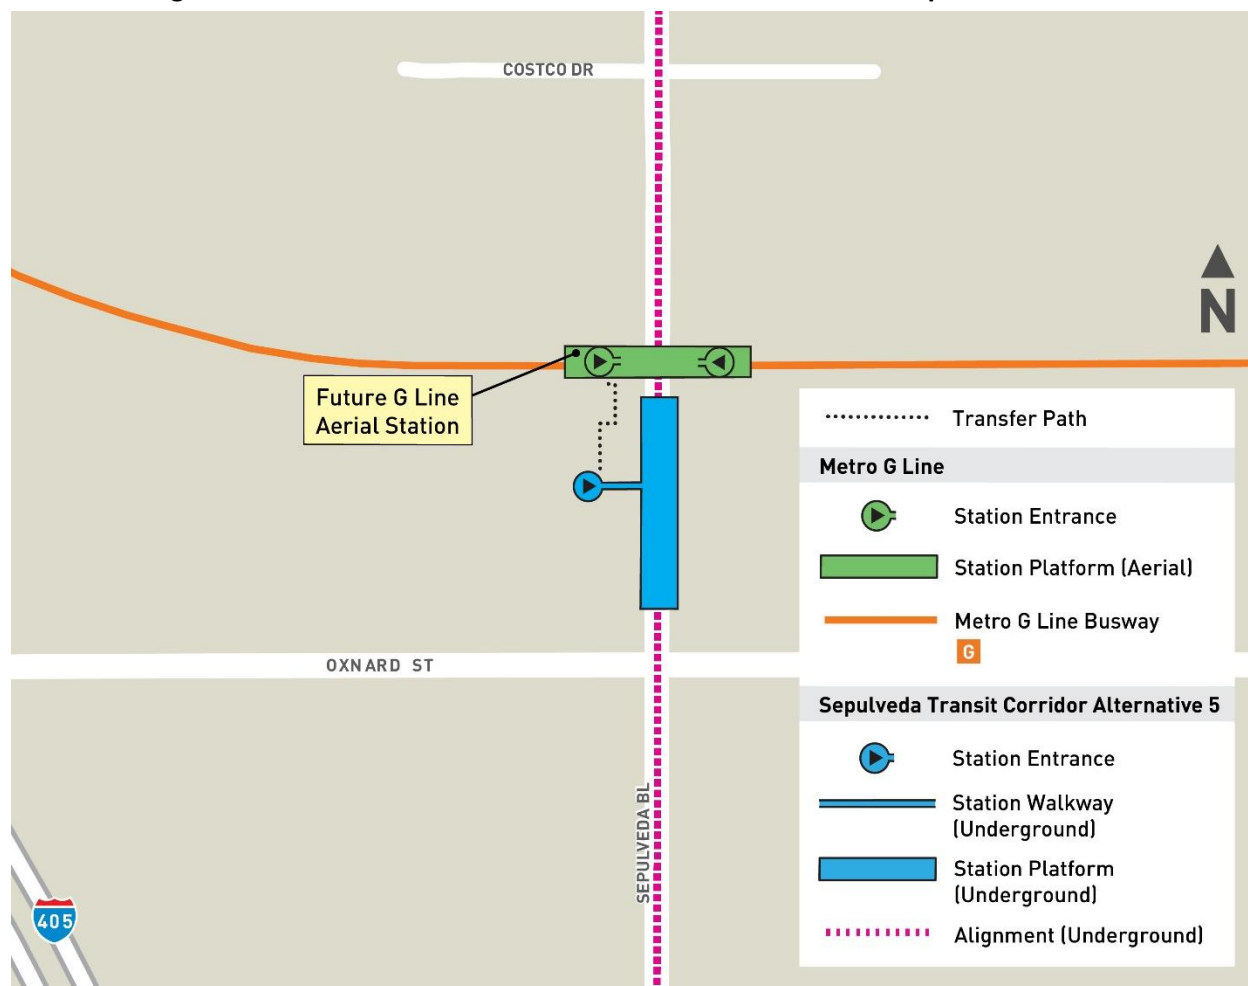 COSTCO DR
N
Future G Line
Aerial Station
Transfer Path
Metro G Line
Station Entrance
Station Platform (Aerial)
Metro G Line Busway
G
OXNARD ST
Sepulveda Transit Corridor Alternative 5
Station Entrance
Station Walkway
(Underground)
Station Platform
(Underground)
Alignment (Underground)
SEPULVEDA BL
405